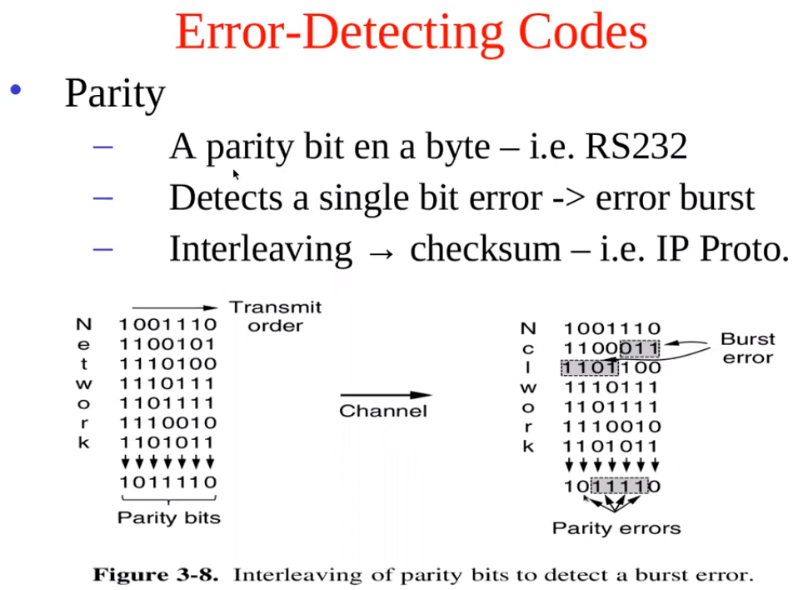 Error-Detecting Codes
• Parity
– A parity bit en a byte – i.e. RS232
– Detects a single bit error -> error burst
– Interleaving → checksum – i.e. IP Proto.
Transmit
order
N 1001110
e 1100101
t 1110100
w 1110111
o 1101111
r 1110010
k 1101011
1011110
Parity bits
Channel
N 1001110
c 1100011
l 1101100
w 1110111
o 1101111
r 1110010
k 1101011
1011110
Parity errors
Burst
error
Figure 3-8. Interleaving of parity bits to detect a burst error.